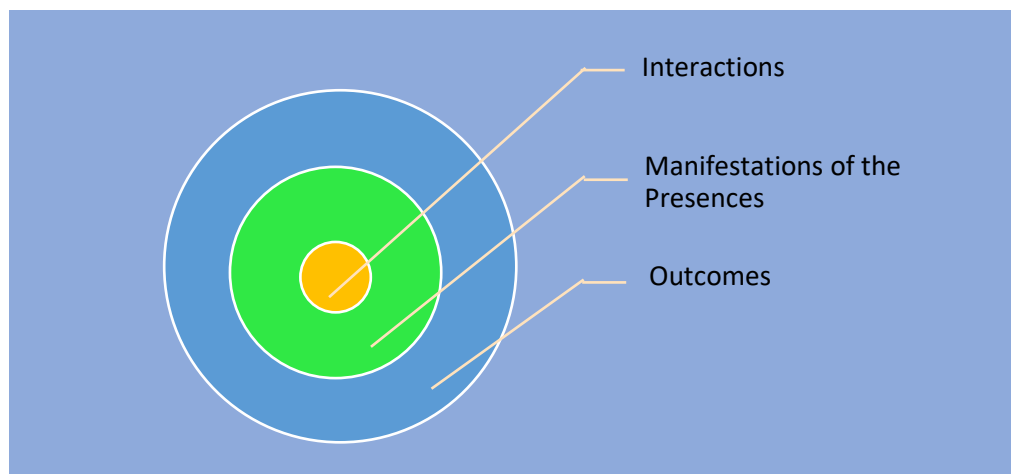 Interactions
Manifestations of the
Presences
Outcomes